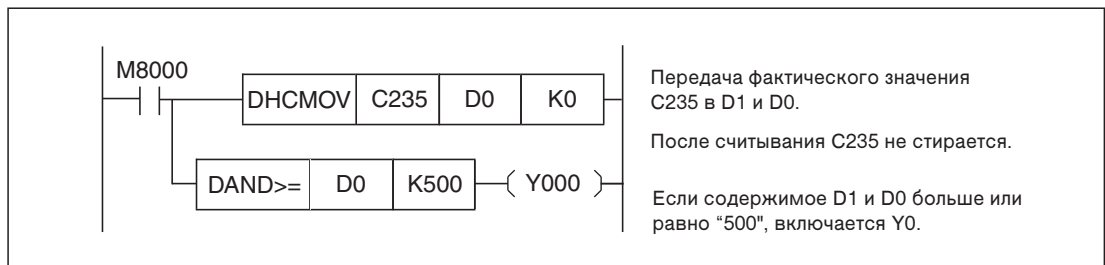 M8000
DHCMOV C235 D0 K0
DAND>= D0 K500 Y000
Передача фактического значения
C235 в D1 и D0.
После считывания C235 не стирается.
Если содержимое D1 и D0 больше или
равно “500", включается Y0.